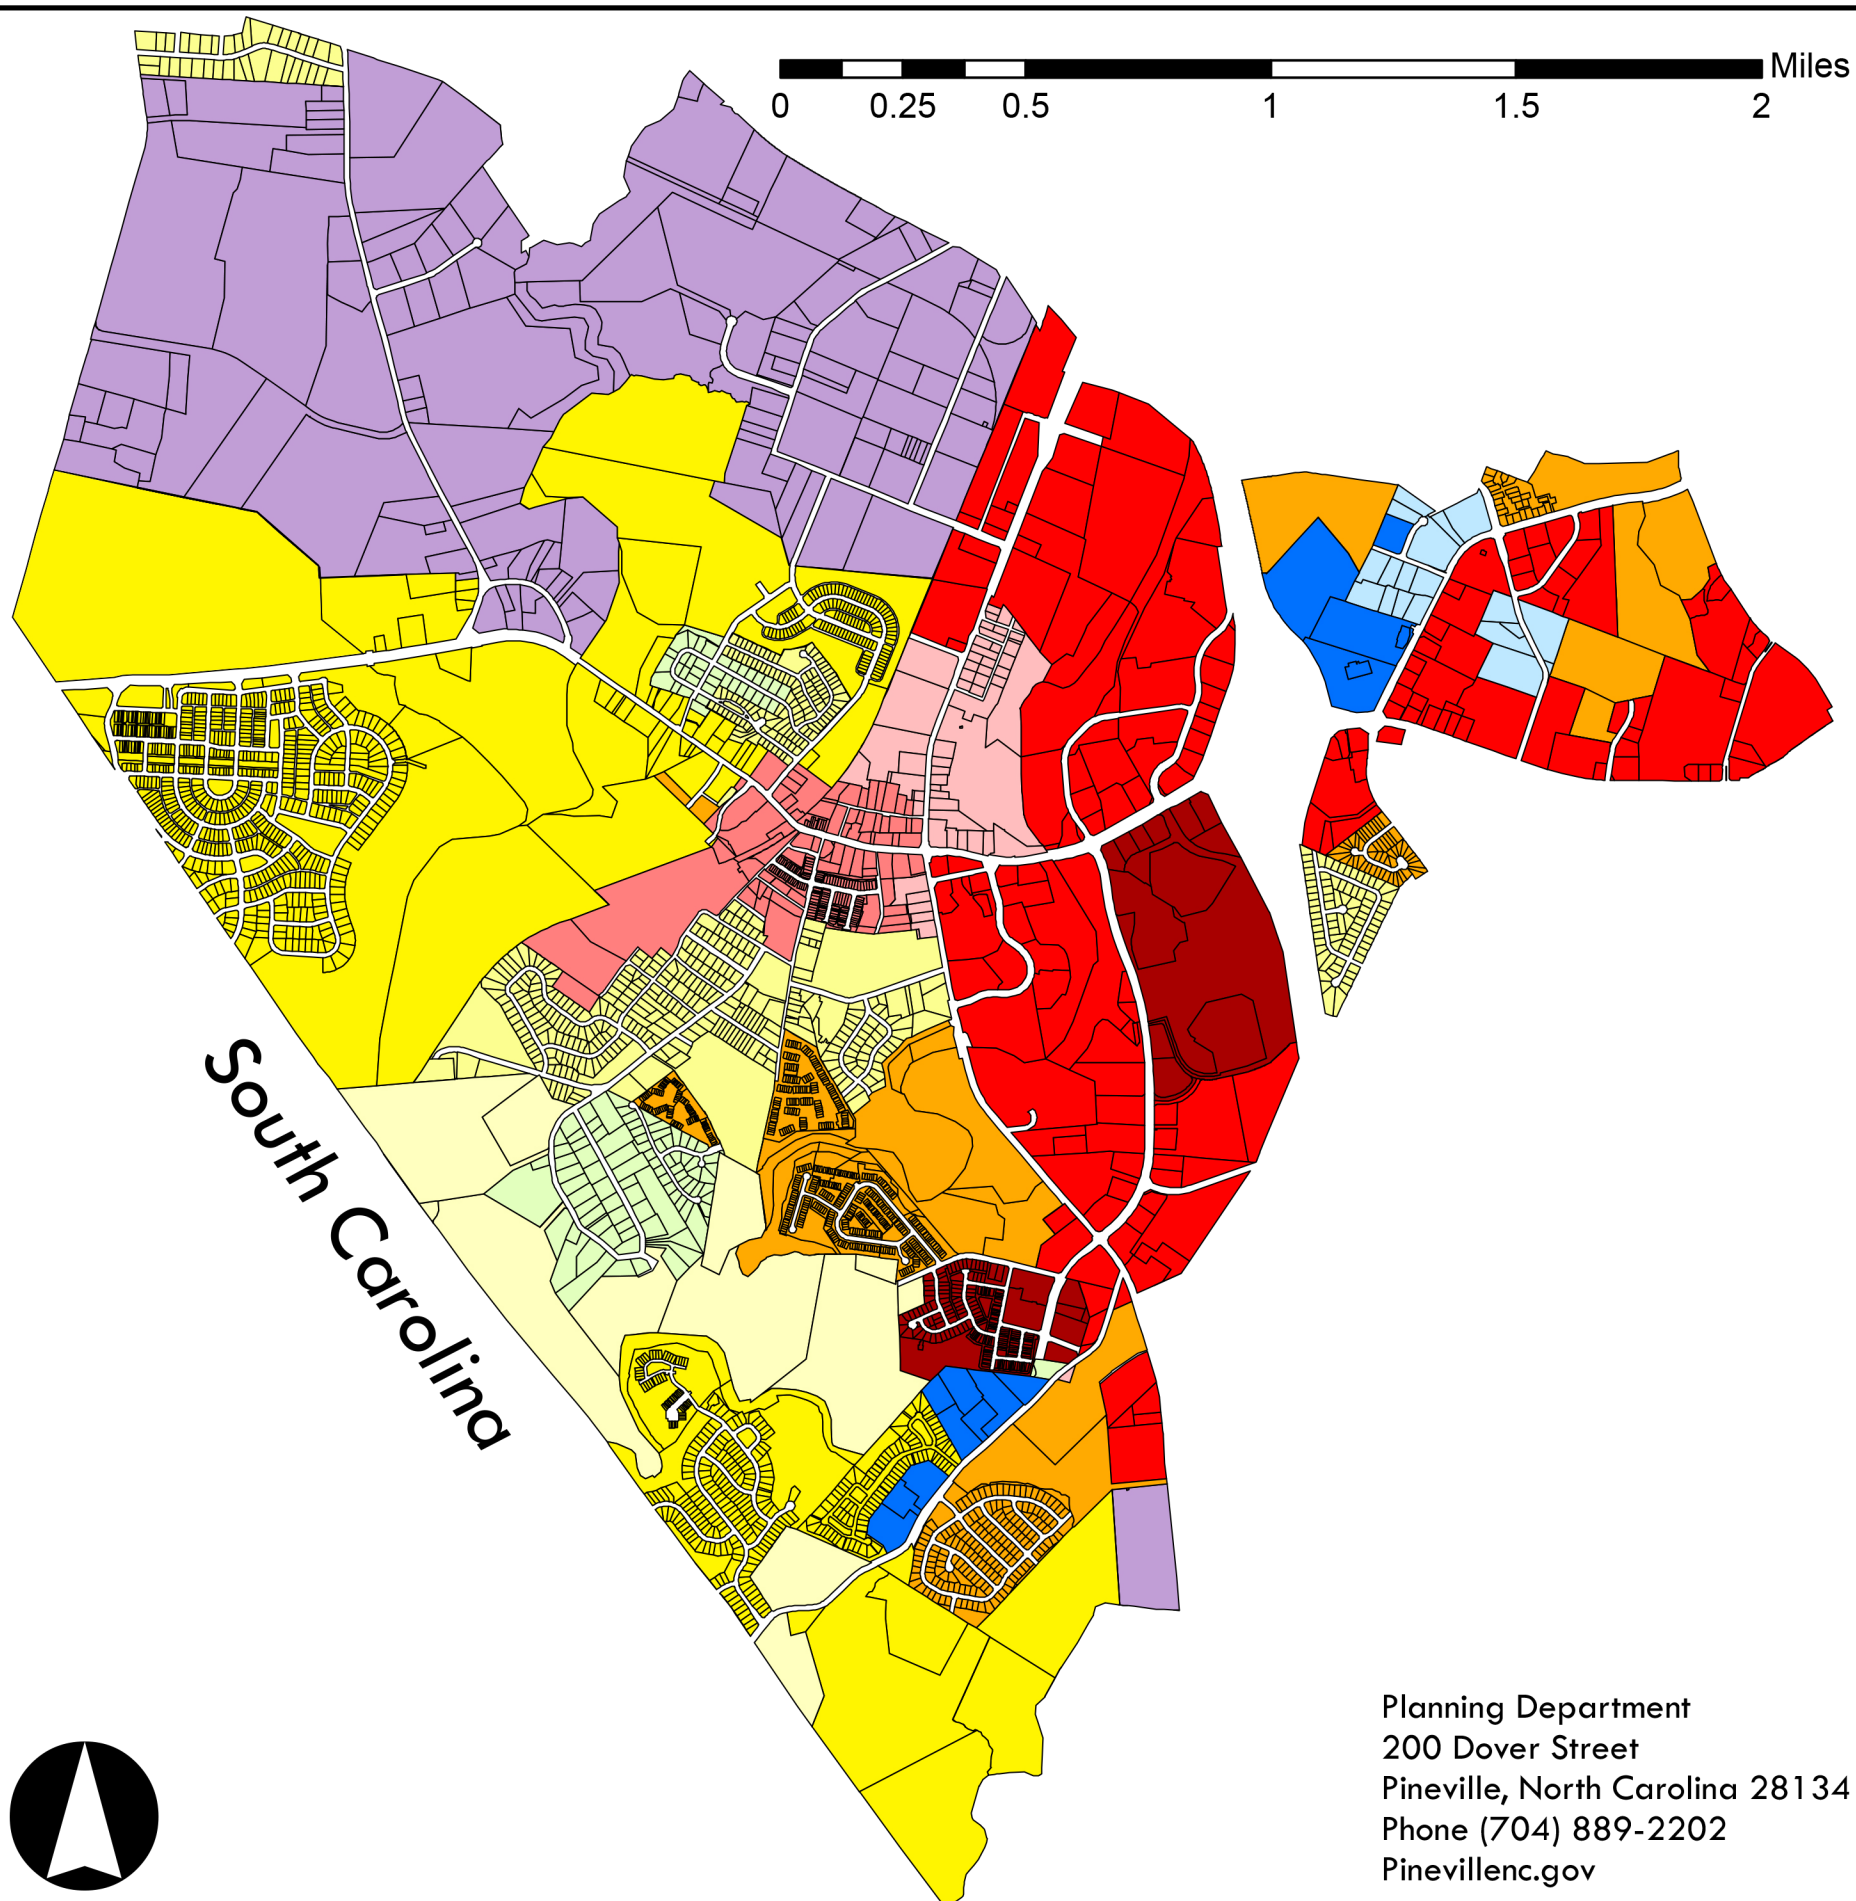 Miles
0 0.25 0.5 1 1.5 2
South Carolina
Planning Department
200 Dover Street
Pineville, North Carolina 28134
Phone (704) 889-2202
Pinevillenc.gov